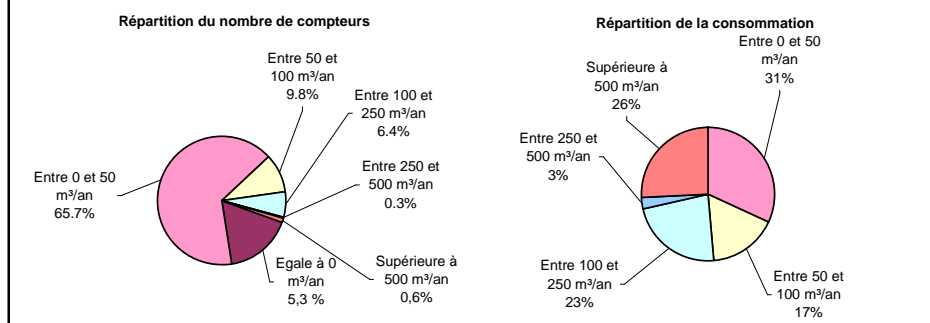 Répartition du nombre de compteurs
Entre 50 et
100 m³/an
9.8%
Entre 100 et
250 m³/an
6.4%
Entre 250 et
500 m³/an
0.3%
Supérieure à
500 m³/an
0,6%
Egale à 0
m³/an
5,3 %
Entre 0 et 50
m³/an
65.7%
Répartition de la consommation
Entre 0 et 50
m³/an
31%
Entre 50 et
100 m³/an
17%
Entre 100 et
250 m³/an
23%
Entre 250 et
500 m³/an
3%
Supérieure à
500 m³/an
26%